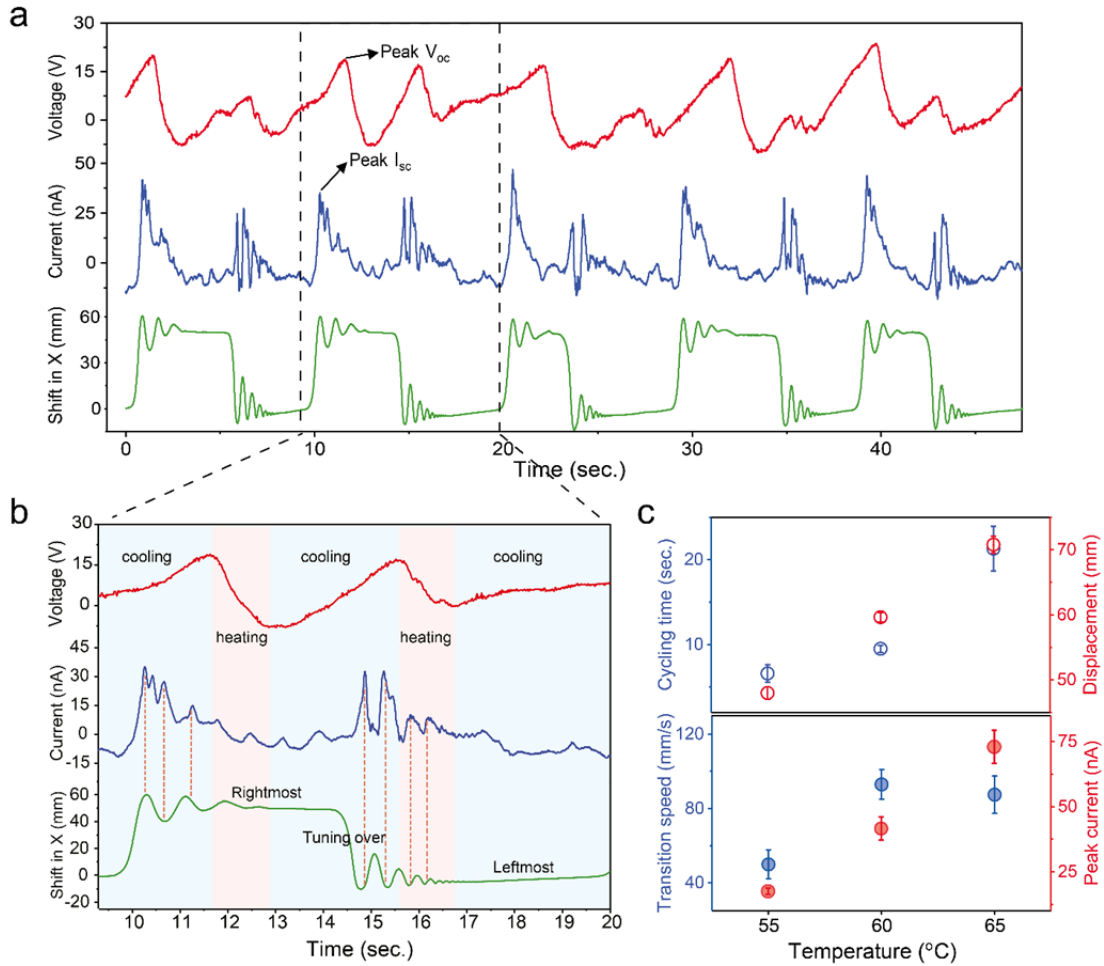 a
30
15
0
Voltage (V)
Peak Voc
50
25
0
Current (nA)
Peak Isc
60
30
0
Shift in X (mm)
0 10 20 30 40
Time (sec.)
b
30
15
0
Voltage (V)
cooling cooling cooling
heating heating
45
30
15
0
-15
Current (nA)
60
40
20
0
-20
Shift in X (mm)
Rightmost
Tuning over
Leftmost
10 11 12 13 14 15 16 17 18 19 20
Time (sec.)
c
20
10
Cycling time (sec.)
70
60
50
Displacement (mm)
120
80
40
Transition speed (mm/s)
75
50
25
Peak current (nA)
55 60 65
Temperature (°C)